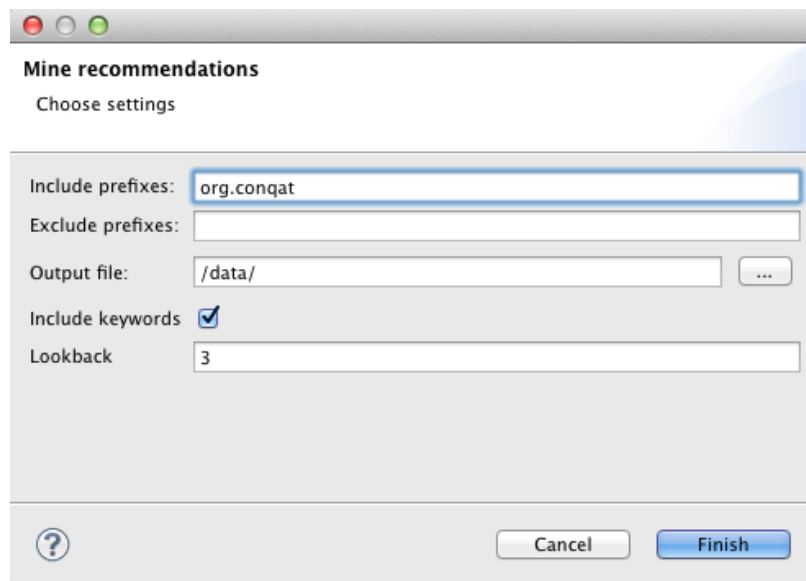 Mine recommendations
Choose settings
Include prefixes: org.conqat
Exclude prefixes:
Output file: /data/ ...
Include keywords
Lookback 3
? Cancel Finish